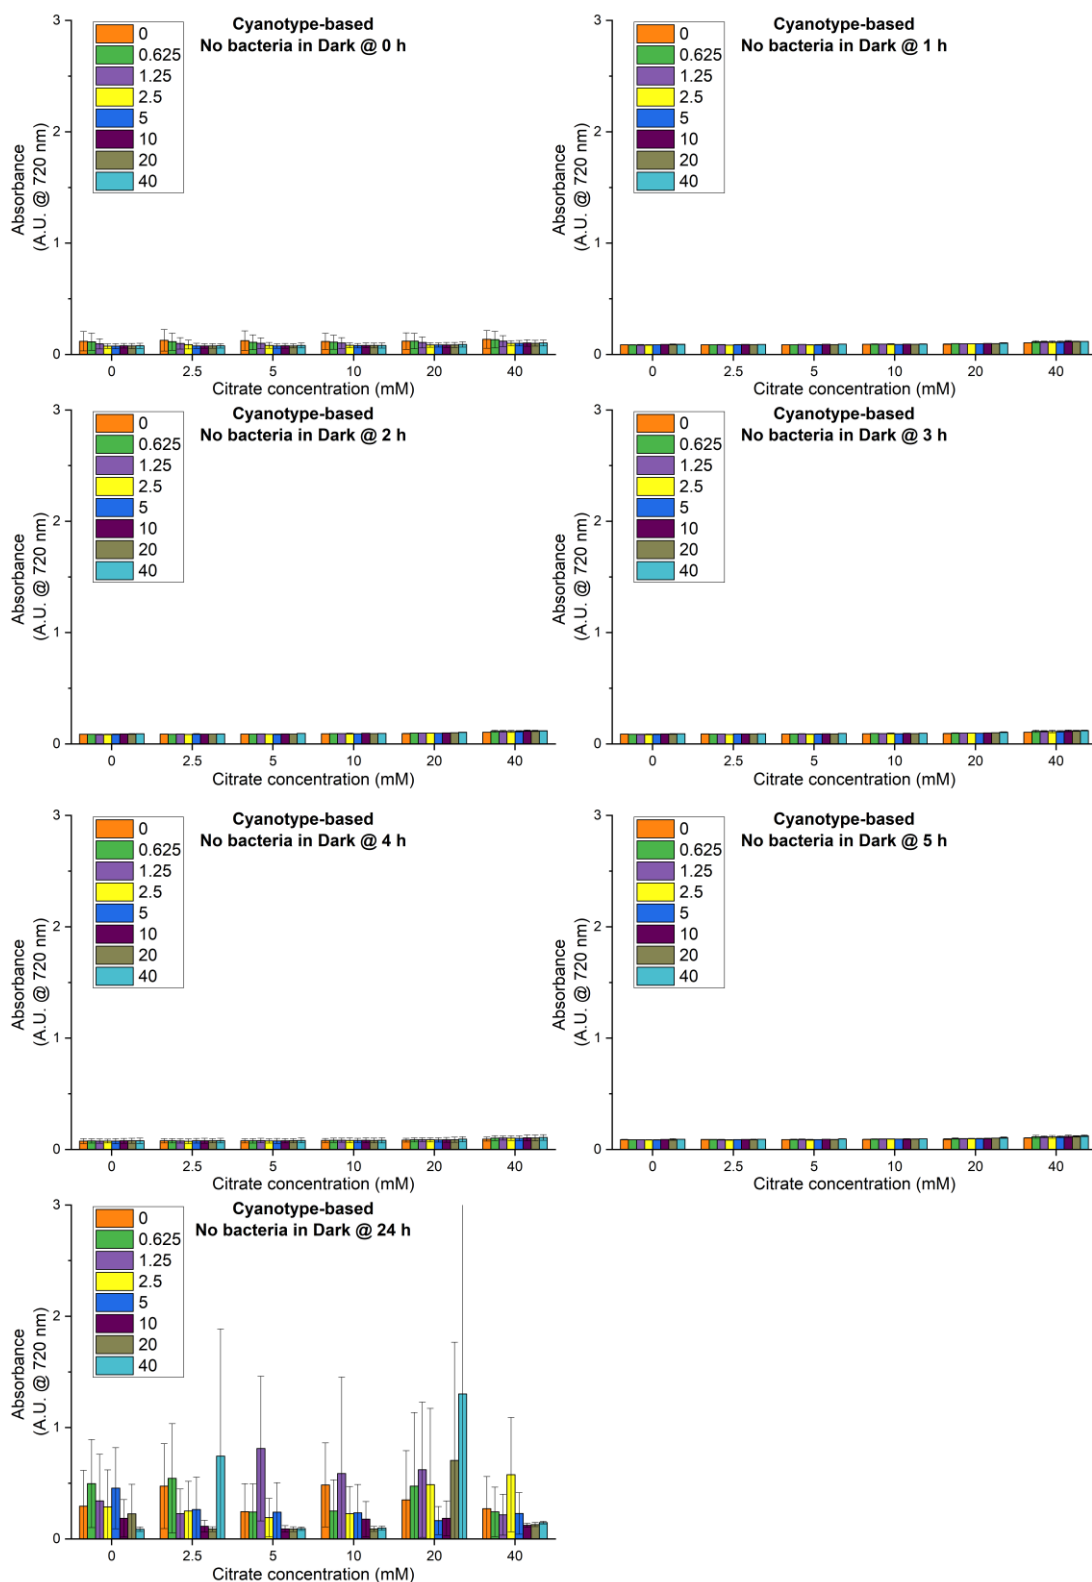 Cyanotype-based
No bacteria in Dark @ 0 h
0
0.625
1.25
2.5
5
10
20
40
3
2
1
0
Absorbance
(A.U. @ 720 nm)
0 2.5 5 10 20 40
Citrate concentration (mM)
Cyanotype-based
No bacteria in Dark @ 1 h
0
0.625
1.25
2.5
5
10
20
40
3
2
1
0
Absorbance
(A.U. @ 720 nm)
0 2.5 5 10 20 40
Citrate concentration (mM)
Cyanotype-based
No bacteria in Dark @ 2 h
0
0.625
1.25
2.5
5
10
20
40
3
2
1
0
Absorbance
(A.U. @ 720 nm)
0 2.5 5 10 20 40
Citrate concentration (mM)
Cyanotype-based
No bacteria in Dark @ 3 h
0
0.625
1.25
2.5
5
10
20
40
3
2
1
0
Absorbance
(A.U. @ 720 nm)
0 2.5 5 10 20 40
Citrate concentration (mM)
Cyanotype-based
No bacteria in Dark @ 4 h
0
0.625
1.25
2.5
5
10
20
40
3
2
1
0
Absorbance
(A.U. @ 720 nm)
0 2.5 5 10 20 40
Citrate concentration (mM)
Cyanotype-based
No bacteria in Dark @ 5 h
0
0.625
1.25
2.5
5
10
20
40
3
2
1
0
Absorbance
(A.U. @ 720 nm)
0 2.5 5 10 20 40
Citrate concentration (mM)
Cyanotype-based
No bacteria in Dark @ 24 h
0
0.625
1.25
2.5
5
10
20
40
3
2
1
0
Absorbance
(A.U. @ 720 nm)
0 2.5 5 10 20 40
Citrate concentration (mM)